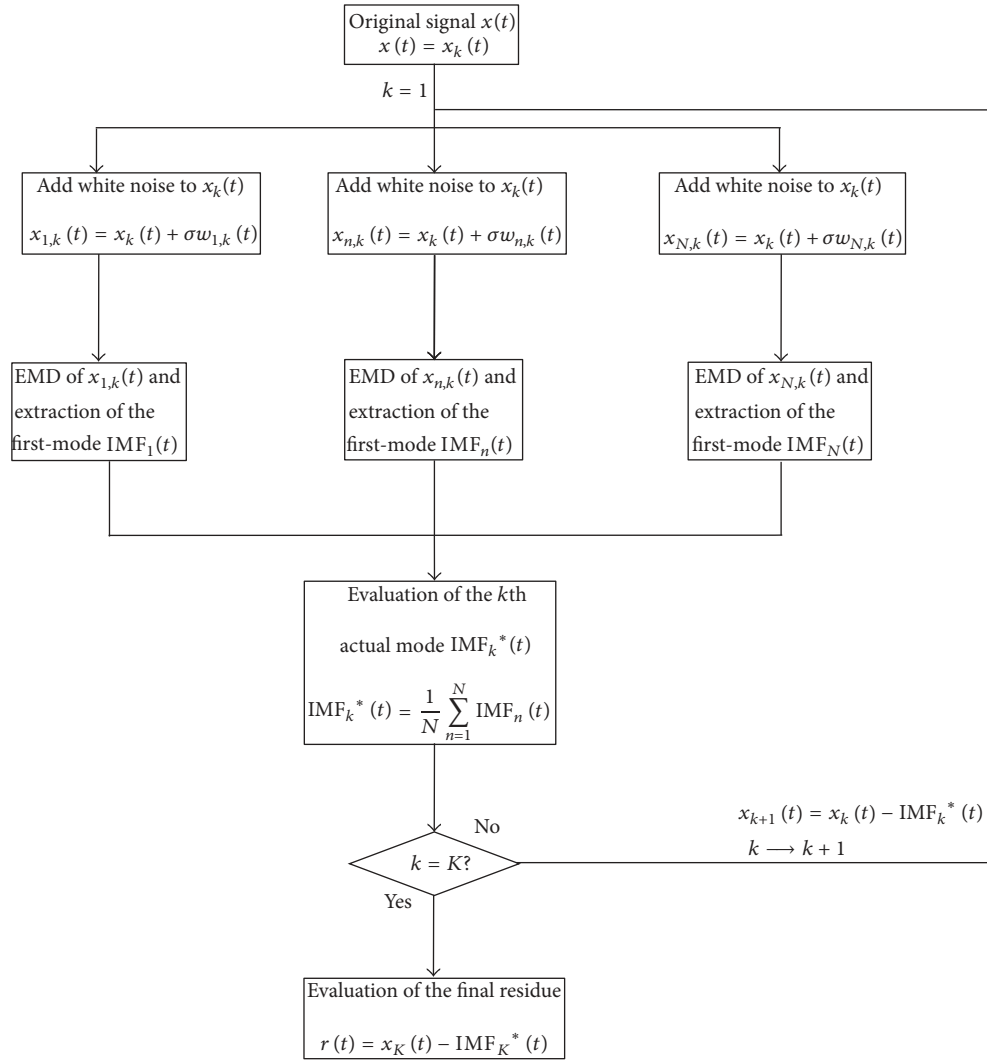 Original signal x(t)
x(t) = x_k(t)
k = 1
Add white noise to x_k(t)
x_{1,k}(t) = x_k(t) + σw_{1,k}(t)
Add white noise to x_k(t)
x_{n,k}(t) = x_k(t) + σw_{n,k}(t)
Add white noise to x_k(t)
x_{N,k}(t) = x_k(t) + σw_{N,k}(t)
EMD of x_{1,k}(t) and
extraction of the
first-mode IMF_1(t)
EMD of x_{n,k}(t) and
extraction of the
first-mode IMF_n(t)
EMD of x_{N,k}(t) and
extraction of the
first-mode IMF_N(t)
Evaluation of the kth
actual mode IMF_k^*(t)
IMF_k^*(t) = \frac{1}{N} \sum_{n=1}^{N} IMF_n(t)
No
k = K?
Yes
x_{k+1}(t) = x_k(t) − IMF_k^*(t)
k ⟶ k + 1
Evaluation of the final residue
r(t) = x_K(t) − IMF_K^*(t)